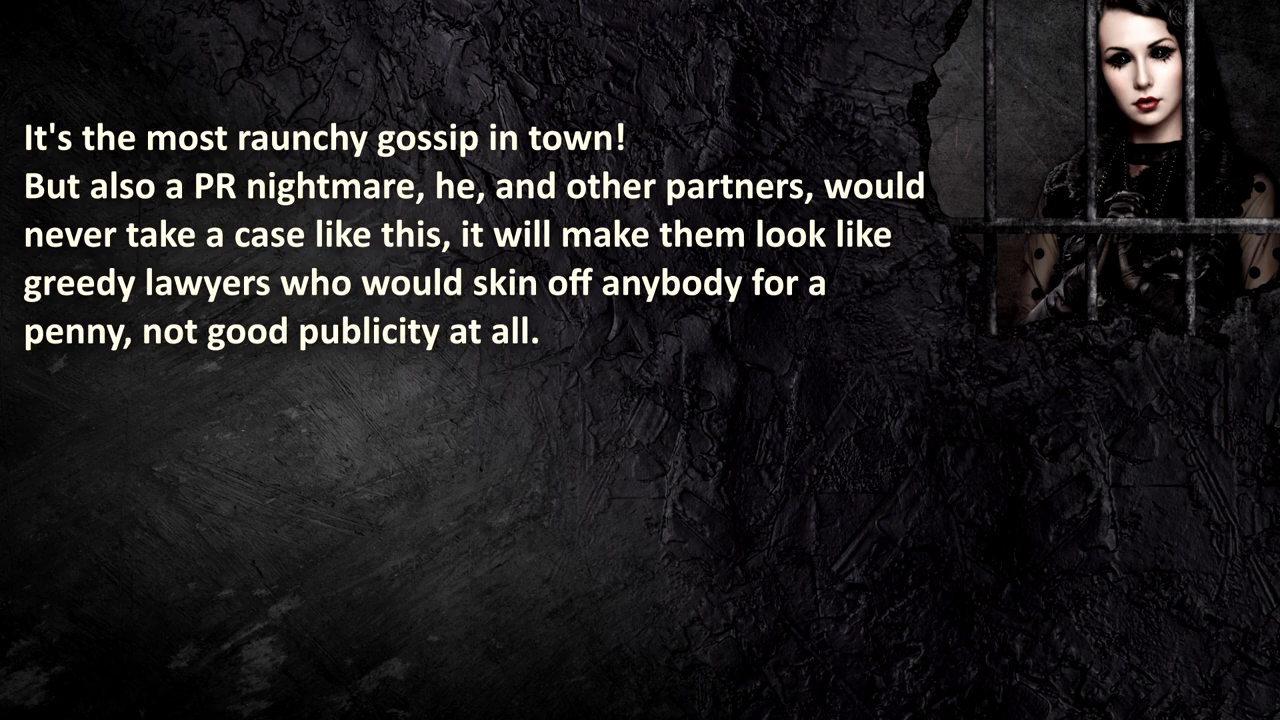 It's the most raunchy gossip in town!
But also a PR nightmare, he, and other partners, would
never take a case like this, it will make them look like
greedy lawyers who would skin off anybody for a
penny, not good publicity at all.